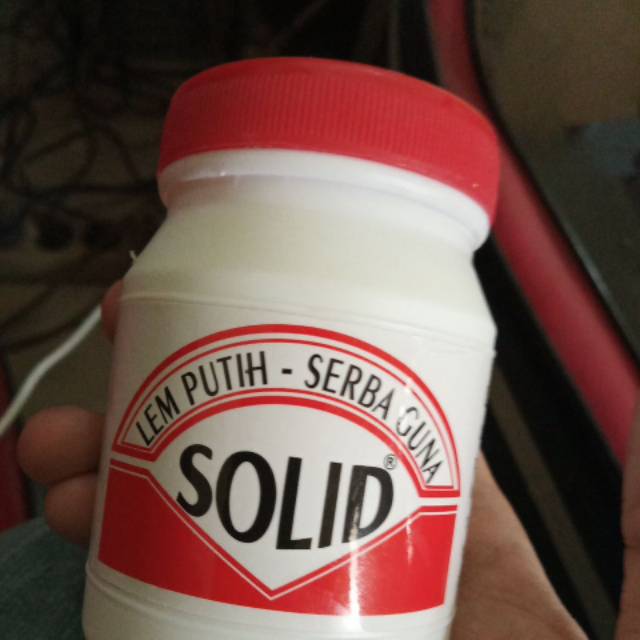 LEM PUTIH - SERBA GUNA
SOLID®